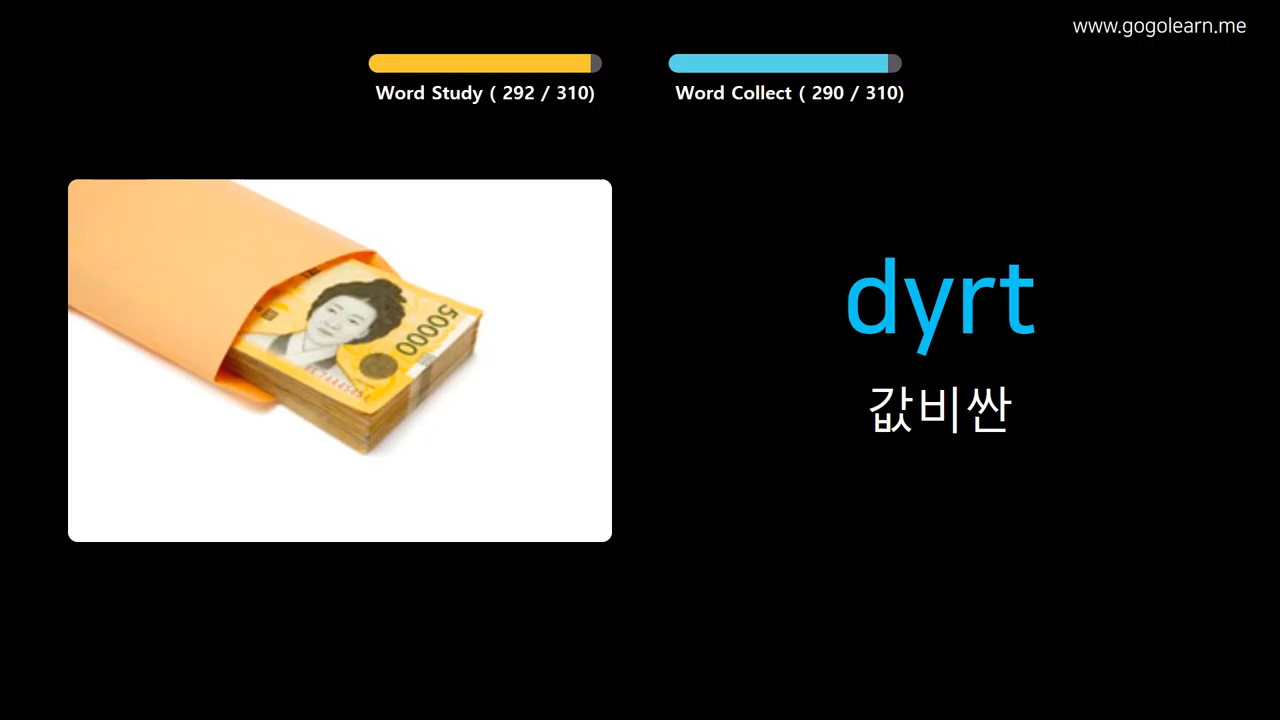 www.gogolearn.me
Word Study ( 292 / 310)
Word Collect ( 290 / 310)
50000
dyrt
값비싼